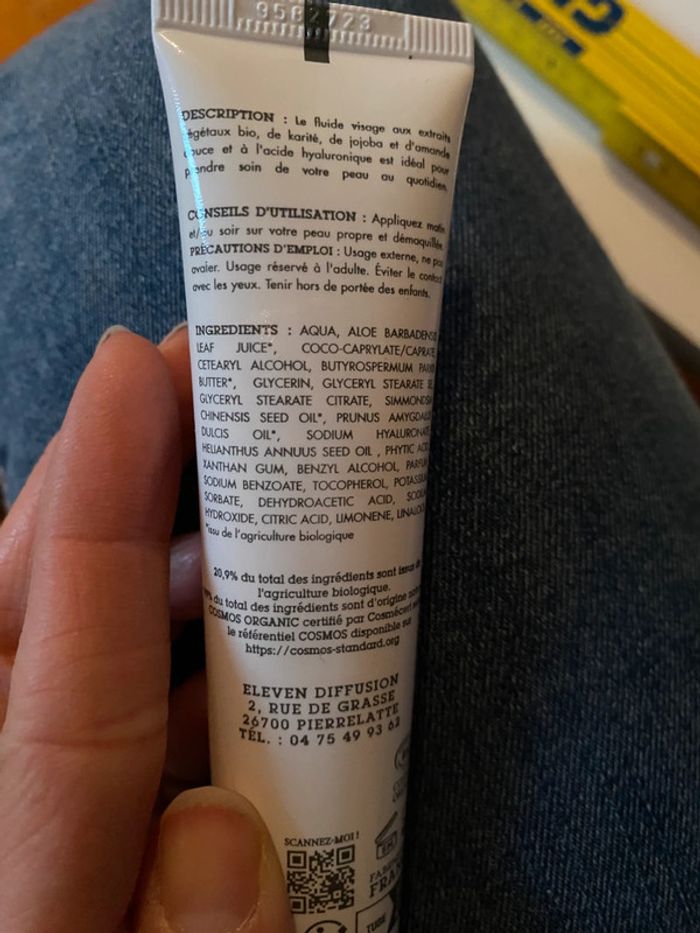 9582723
DESCRIPTION : Le fluide visage aux extraits
végétaux bio, de karité, de jojoba et d'amande
douce et à l'acide hyaluronique est idéal pour
prendre soin de votre peau au quotidien.
CONSEILS D'UTILISATION : Appliquez matin
et/ou soir sur votre peau propre et démaquillée.
PRÉCAUTIONS D'EMPLOI : Usage externe, ne pas
avaler. Usage réservé à l'adulte. Éviter le contact
avec les yeux. Tenir hors de portée des enfants.
INGREDIENTS : AQUA, ALOE BARBADENSIS
LEAF JUICE*, COCO-CAPRYLATE/CAPRATE,
CETEARYL ALCOHOL, BUTYROSPERMUM PARKII
BUTTER*, GLYCERIN, GLYCERYL STEARATE SE,
GLYCERYL STEARATE CITRATE, SIMMONDSIA
CHINENSIS SEED OIL*, PRUNUS AMYGDALUS
DULCIS OIL*, SODIUM HYALURONATE,
HELIANTHUS ANNUUS SEED OIL , PHYTIC ACID,
XANTHAN GUM, BENZYL ALCOHOL, PARFUM,
SODIUM BENZOATE, TOCOPHEROL, POTASSIUM
SORBATE, DEHYDROACETIC ACID, SODIUM
HYDROXIDE, CITRIC ACID, LIMONENE, LINALOOL
*issu de l'agriculture biologique
20,9% du total des ingrédients sont issus de
l'agriculture biologique.
du total des ingrédients sont d'origine
COSMOS ORGANIC certifié par Cosmécert
le référentiel COSMOS disponible sur
https://cosmos-standard.org
ELEVEN DIFFUSION
2, RUE DE GRASSE
26700 PIERRELATTE
TÉL. : 04 75 49 93 62
SCANNEZ-MOI !
TUBE